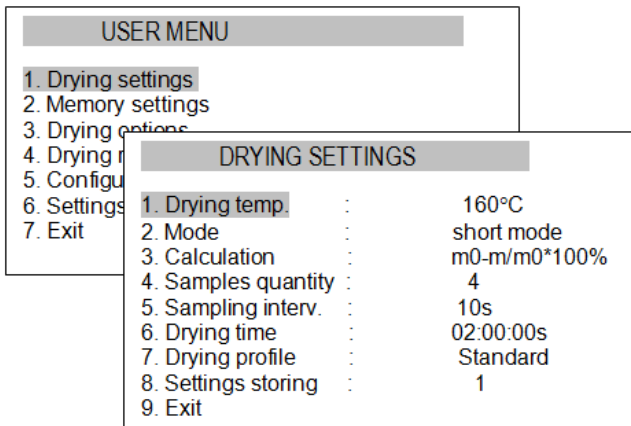 USER MENU
1. Drying settings
2. Memory settings
3. Drying options
4. Drying
5.
6. Settings
7. Exit
DRYING SETTINGS
1. Drying temp. : 160°C
2. Mode : short mode
3. Calculation : m0-m/m0*100%
4. Samples quantity : 4
5. Sampling interv. : 10s
6. Drying time : 02:00:00s
7. Drying profile : Standard
8. Settings storing : 1
9. Exit